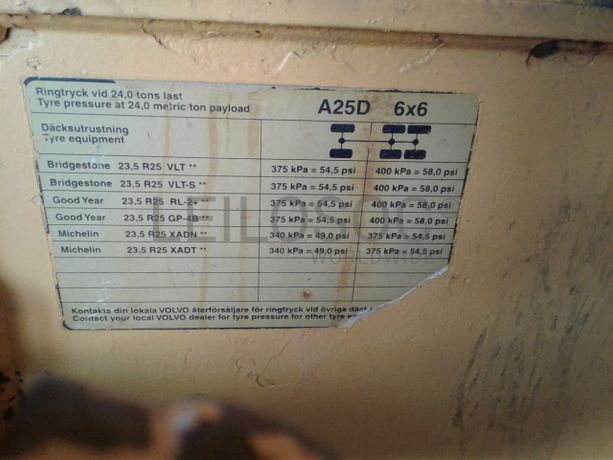 Ringtryck vid 24,0 tons last
Tyre pressure at 24,0 metric ton payload
A25D 6x6
Däcksutrustning
Tyre equipment
Bridgestone 23,5 R25 VLT ** 375 kPa = 54,5 psi 400 kPa = 58,0 psi
Bridgestone 23,5 R25 VLT-S ** 375 kPa = 54,5 psi 400 kPa = 58,0 psi
Good Year 23,5 R25 RL-2+ ** 375 kPa = 54,5 psi 400 kPa = 58,0 psi
Good Year 23,5 R25 GP-4B ** 375 kPa = 54,5 psi 400 kPa = 58,0 psi
Michelin 23,5 R25 XADN ** 340 kPa = 49,0 psi 375 kPa = 54,5 psi
Michelin 23,5 R25 XADT ** 340 kPa = 49,0 psi 375 kPa = 54,5 psi
WORLDWIDE
Kontakta din lokala VOLVO återförsäljare för ringtryck vid övriga däck
Contact your local VOLVO dealer for tyre pressure for other tyre